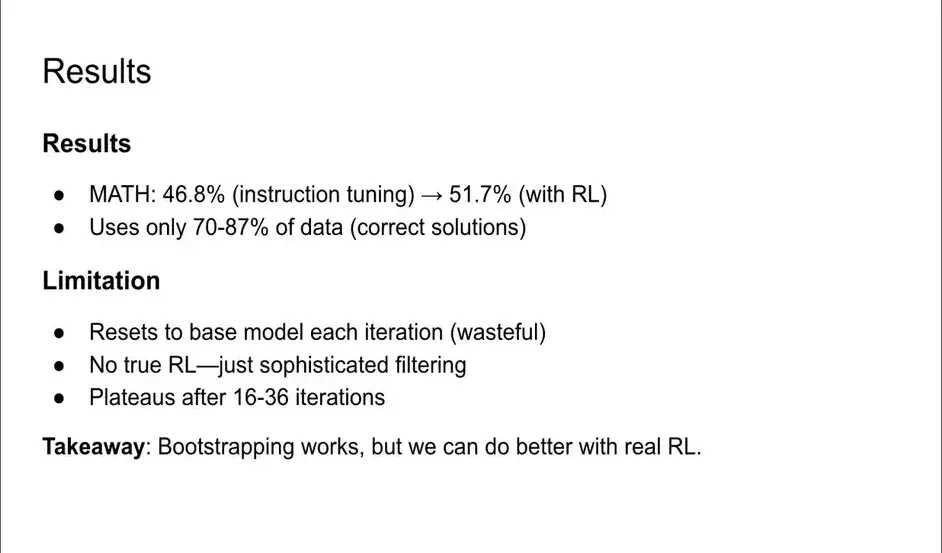 Results
Results
● MATH: 46.8% (instruction tuning) → 51.7% (with RL)
● Uses only 70-87% of data (correct solutions)
Limitation
● Resets to base model each iteration (wasteful)
● No true RL—just sophisticated filtering
● Plateaus after 16-36 iterations
Takeaway: Bootstrapping works, but we can do better with real RL.